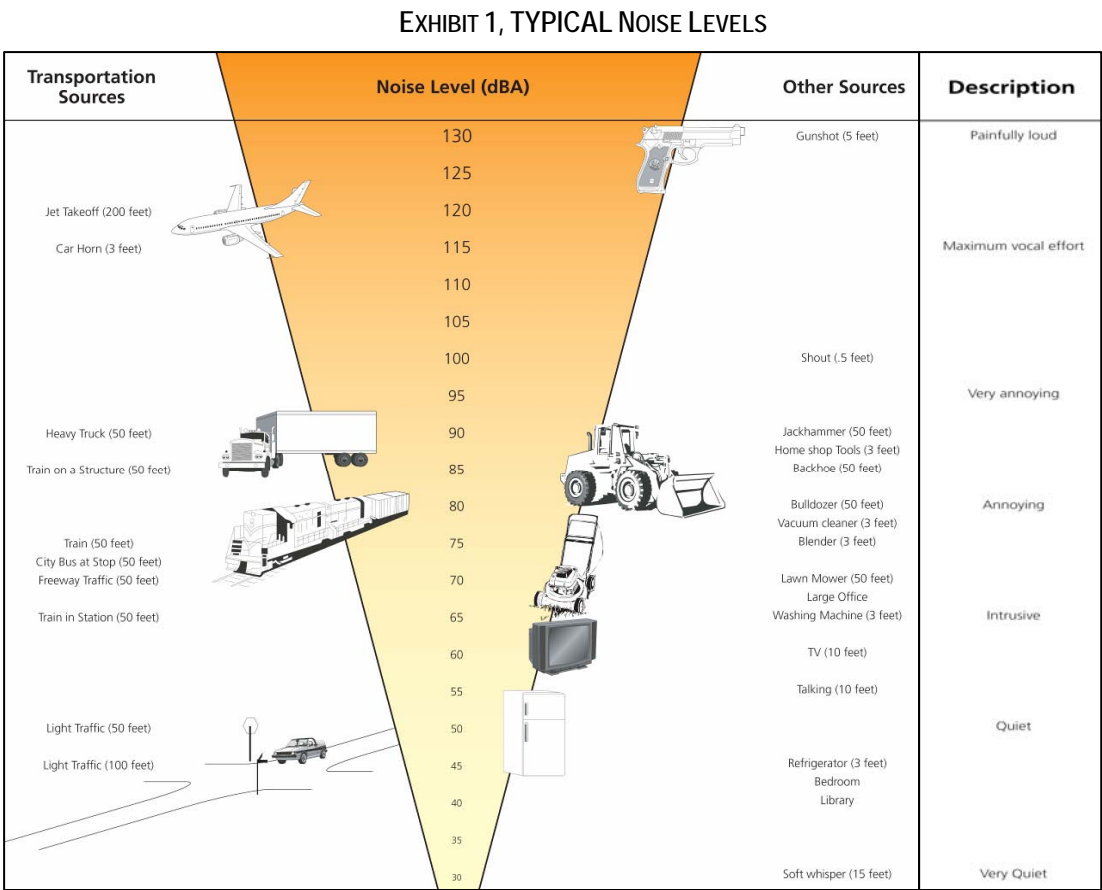 EXHIBIT 1, TYPICAL NOISE LEVELS
Transportation Sources
Noise Level (dBA)
Other Sources
Description
130
Gunshot (5 feet)
Painfully loud
125
Jet Takeoff (200 feet)
120
Car Horn (3 feet)
115
Maximum vocal effort
110
105
100
Shout (.5 feet)
95
Very annoying
Heavy Truck (50 feet)
90
Jackhammer (50 feet)
Home shop Tools (3 feet)
Train on a Structure (50 feet)
85
Backhoe (50 feet)
80
Bulldozer (50 feet)
Annoying
Vacuum cleaner (3 feet)
Train (50 feet)
75
Blender (3 feet)
City Bus at Stop (50 feet)
Freeway Traffic (50 feet)
70
Lawn Mower (50 feet)
Large Office
Train in Station (50 feet)
65
Washing Machine (3 feet)
Intrusive
60
TV (10 feet)
55
Talking (10 feet)
Light Traffic (50 feet)
50
Quiet
Light Traffic (100 feet)
45
Refrigerator (3 feet)
Bedroom
40
Library
35
30
Soft whisper (15 feet)
Very Quiet